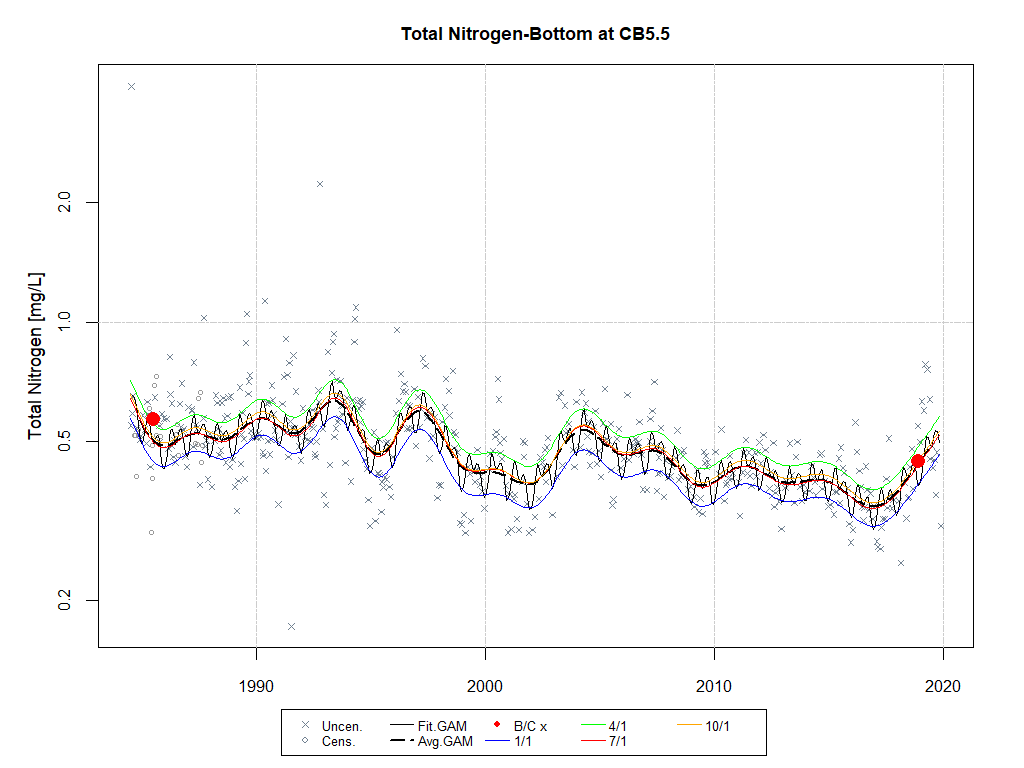 Total Nitrogen-Bottom at CB5.5
Total Nitrogen [mg/L]
2.0
1.0
0.5
0.2
1990 2000 2010 2020
Uncen. Fit.GAM B/C x 4/1 10/1
Cens. Avg.GAM 1/1 7/1